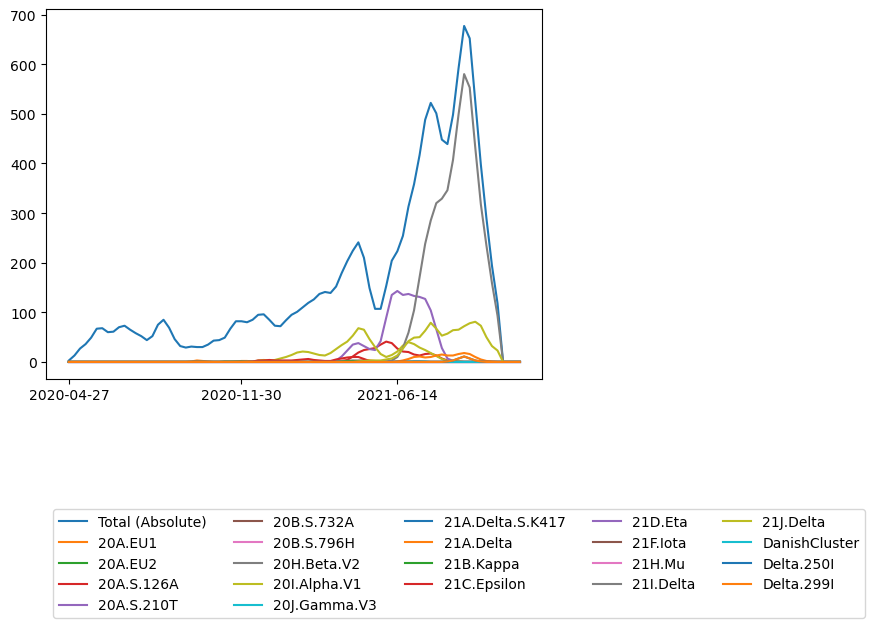 700
600
500
400
300
200
100
0
2020-04-27 2020-11-30 2021-06-14
Total (Absolute) 20B.S.732A 21A.Delta.S.K417 21D.Eta 21J.Delta
20A.EU1 20B.S.796H 21A.Delta 21F.Iota DanishCluster
20A.EU2 20H.Beta.V2 21B.Kappa 21H.Mu Delta.250I
20A.S.126A 20I.Alpha.V1 21C.Epsilon 21I.Delta Delta.299I
20A.S.210T 20J.Gamma.V3